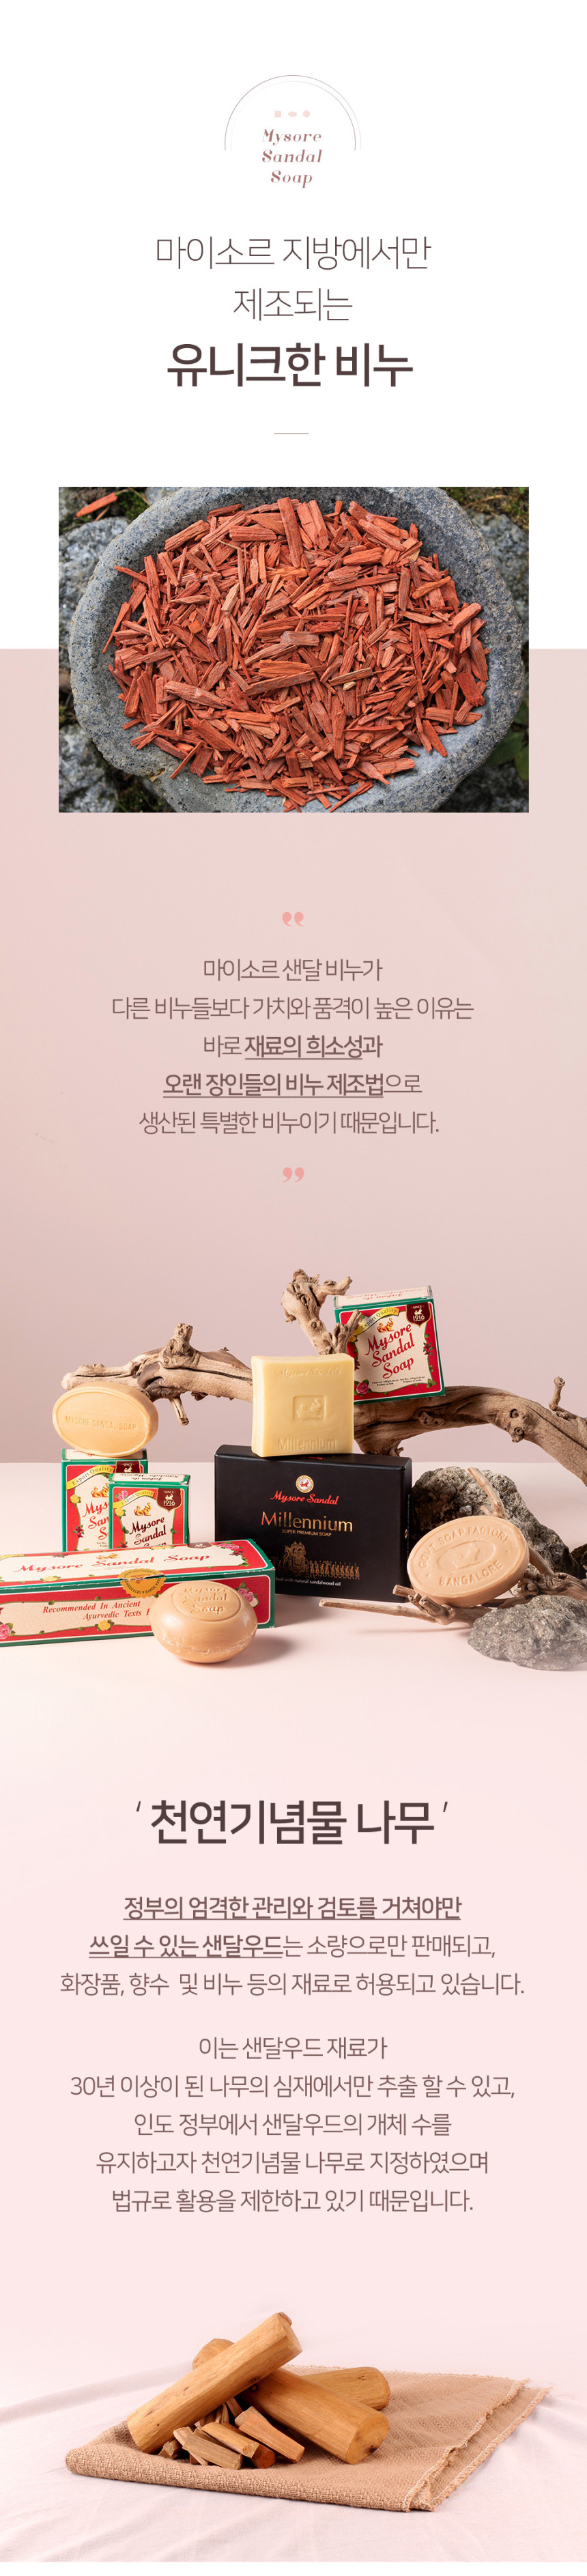 Mysore
Sandal
Soap
마이소르 지방에서만
제조되는
유니크한 비누
마이소르 샌달 비누가
다른 비누들보다 가치와 품격이 높은 이유는
바로 재료의 희소성과
오랜 장인들의 비누 제조법으로
생산된 특별한 비누이기 때문입니다.
1916
Mysore
Sandal
Soap
Millennium
MYSORE SANDAL SOAP
Export Quality
1916
Mysore
Sandal
Mysore Sandal
Millennium
SUPER PREMIUM SOAP
GOVT SOAP FACTORY
BANGALORE
Mysore Sandal Soap
Recommended In Ancient
Ayurvedic Texts
Mysore
Sandal
Soap
‘ 천연기념물 나무 ’
정부의 엄격한 관리와 검토를 거쳐야만
쓰일 수 있는 샌달우드는 소량으로만 판매되고,
화장품, 향수 및 비누 등의 재료로 허용되고 있습니다.
이는 샌달우드 재료가
30년 이상이 된 나무의 심재에서만 추출 할 수 있고,
인도 정부에서 샌달우드의 개체 수를
유지하고자 천연기념물 나무로 지정하였으며
법규로 활용을 제한하고 있기 때문입니다.